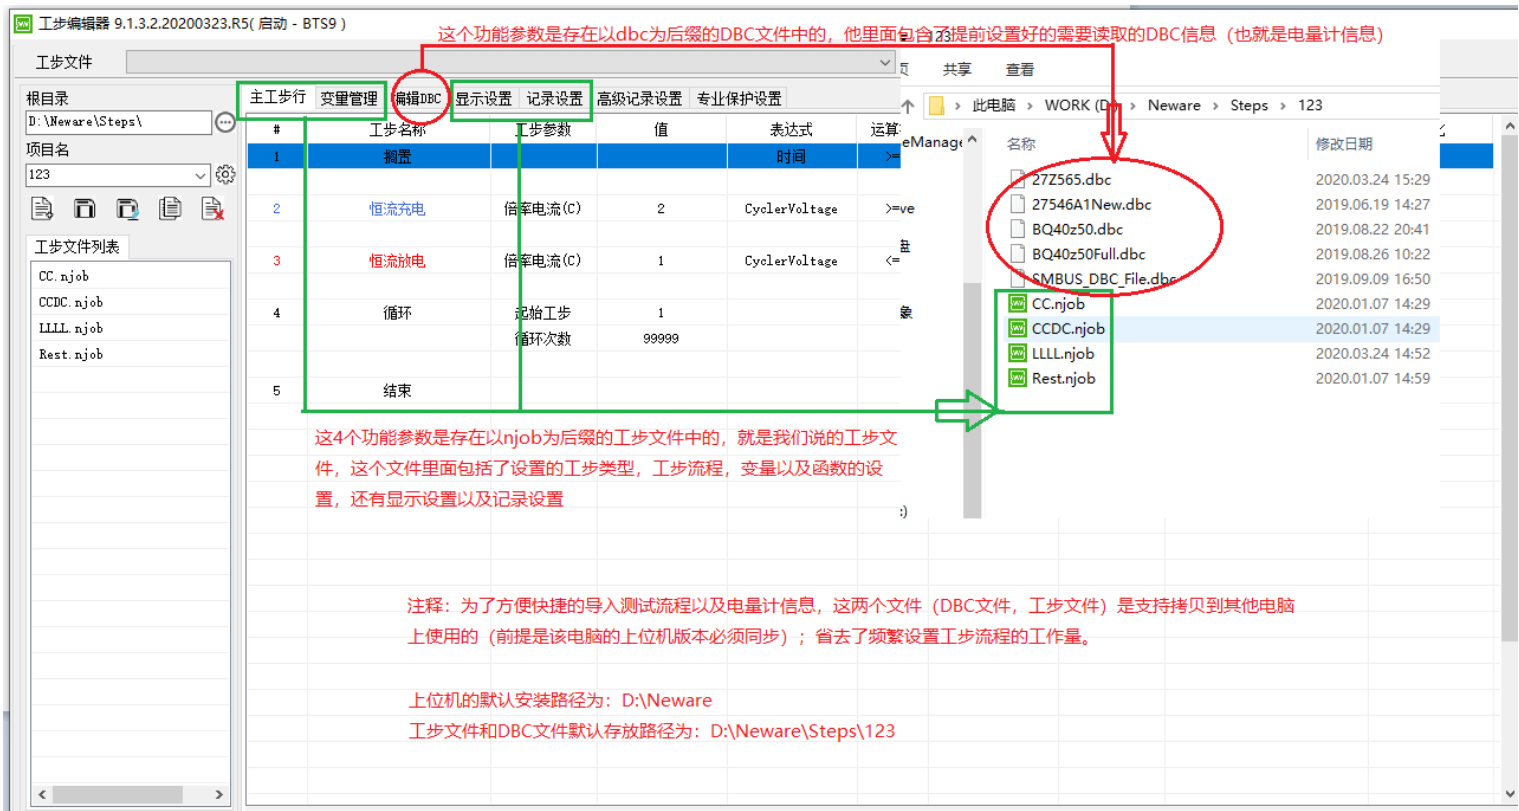 工步编辑器 9.1.3.2.20200323.R5( 启动 - BTS9 )
这个功能参数是存在以dbc为后缀的DBC文件中的，他里面包含了提前设置好的需要读取的DBC信息（也就是电量计信息）
123
工步文件
页 共享 查看
根目录
主工步行 变量管理 编辑DBC 显示设置 记录设置 高级记录设置 专业保护设置
此电脑 › WORK (D:) › Neware › Steps › 123
D:\Neware\Steps\
# 工步名称 工步参数 值 表达式 运算
eManage
名称 修改日期
项目名
1 搁置 时间 >=
123
27Z565.dbc 2020.03.24 15:29
27546A1New.dbc 2019.06.19 14:27
2 恒流充电 倍率电流(C) 2 CyclerVoltage >=
ve
BQ40z50.dbc 2019.08.22 20:41
工步文件列表
盘
BQ40z50Full.dbc 2019.08.26 10:22
3 恒流放电 倍率电流(C) 1 CyclerVoltage <=
SMBUS_DBC_File.dbc 2019.09.09 16:50
CC.njob
CC.njob 2020.01.07 14:29
CCDC.njob
4 循环 起始工步 1
象
CCDC.njob 2020.01.07 14:29
LLLL.njob
循环次数 99999
LLLL.njob 2020.03.24 14:52
Rest.njob
Rest.njob 2020.01.07 14:59
5 结束
这4个功能参数是存在以njob为后缀的工步文件中的，就是我们说的工步文
件，这个文件里面包括了设置的工步类型，工步流程，变量以及函数的设
置，还有显示设置以及记录设置
:)
注释：为了方便快捷的导入测试流程以及电量计信息，这两个文件（DBC文件，工步文件）是支持拷贝到其他电脑
上使用的（前提是该电脑的上位机版本必须同步）；省去了频繁设置工步流程的工作量。
上位机的默认安装路径为：D:\Neware
工步文件和DBC文件默认存放路径为：D:\Neware\Steps\123